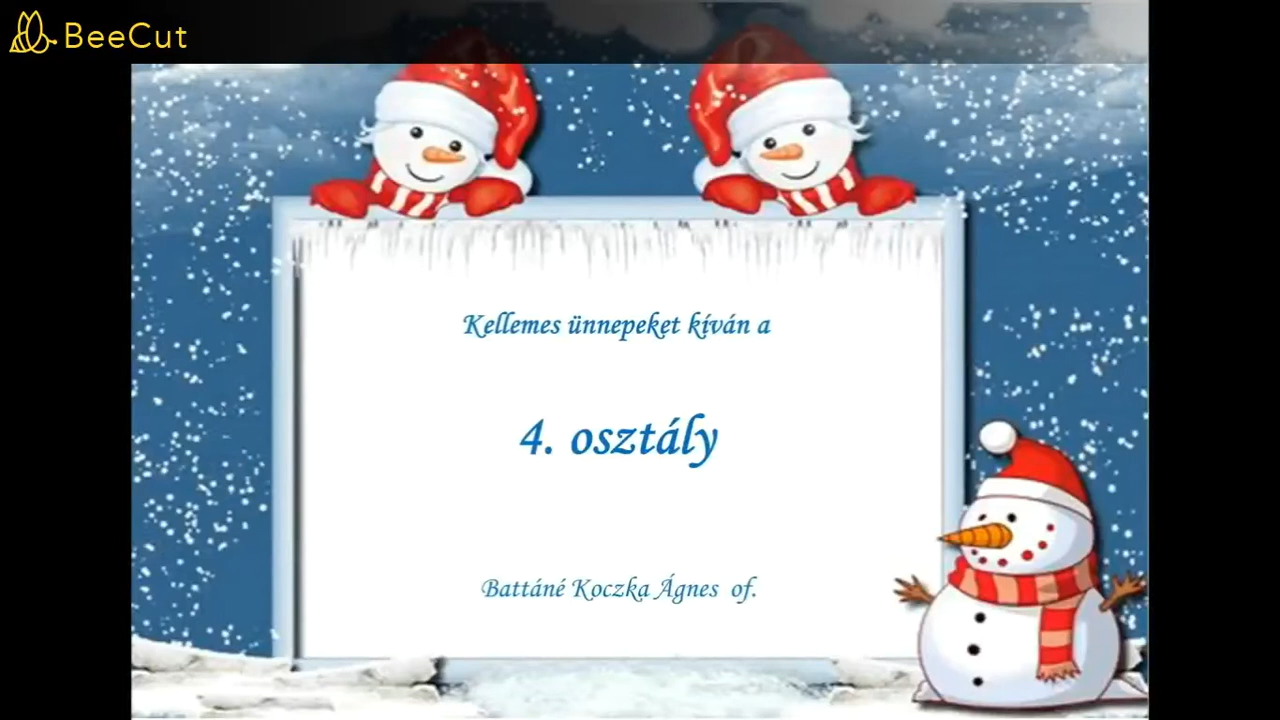 BeeCut
Kellemes ünnepeket kíván a
4. osztály
Battáné Koczka Ágnes of.